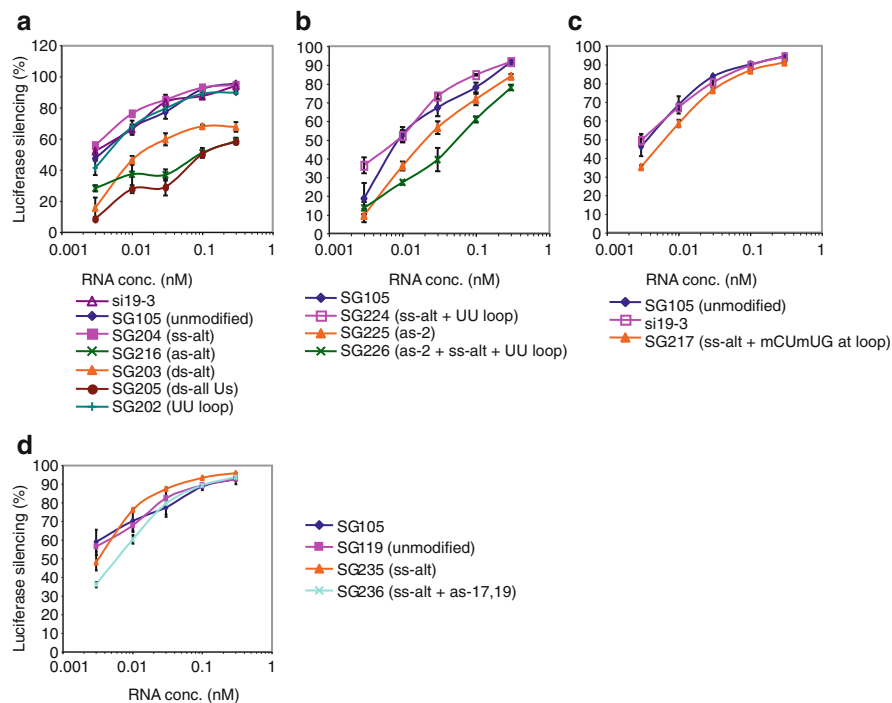 a
Luciferase silencing (%)
120
100
80
60
40
20
0
0.001
0.01
0.1
1
RNA conc. (nM)
si19-3
SG105 (unmodified)
SG204 (ss-alt)
SG216 (as-alt)
SG203 (ds-alt)
SG205 (ds-all Us)
SG202 (UU loop)
b
100
90
80
70
60
50
40
30
20
10
0
0.001
0.01
0.1
1
RNA conc. (nM)
SG105
SG224 (ss-alt + UU loop)
SG225 (as-2)
SG226 (as-2 + ss-alt + UU loop)
c
100
90
80
70
60
50
40
30
20
10
0
0.001
0.01
0.1
1
RNA conc. (nM)
SG105 (unmodified)
si19-3
SG217 (ss-alt + mCUmUG at loop)
d
Luciferase silencing (%)
100
90
80
70
60
50
40
30
20
10
0
0.001
0.01
0.1
1
RNA conc. (nM)
SG105
SG119 (unmodified)
SG235 (ss-alt)
SG236 (ss-alt + as-17,19)